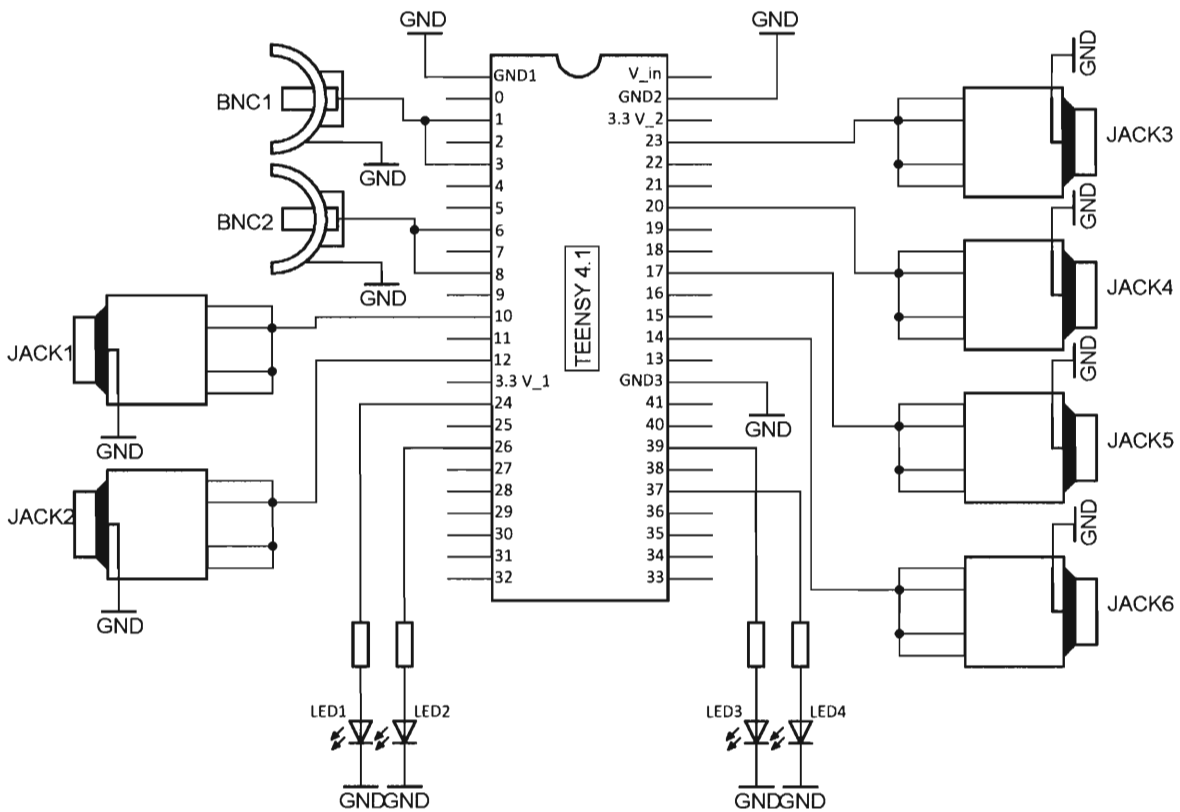 GND
GND
GND
BNC1
GND
BNC2
GND
JACK1
GND
JACK2
GND
GND1
0
1
2
3
4
5
6
7
8
9
10
11
12
3.3 V_1
24
25
26
27
28
29
30
31
32
TEENSY 4.1
V_in
GND2
3.3 V_2
23
22
21
20
19
18
17
16
15
14
13
GND3
41
40
39
38
37
36
35
34
33
GND
JACK3
GND
JACK4
GND
JACK5
GND
JACK6
LED1
LED2
LED3
LED4
GND
GND
GND
GND